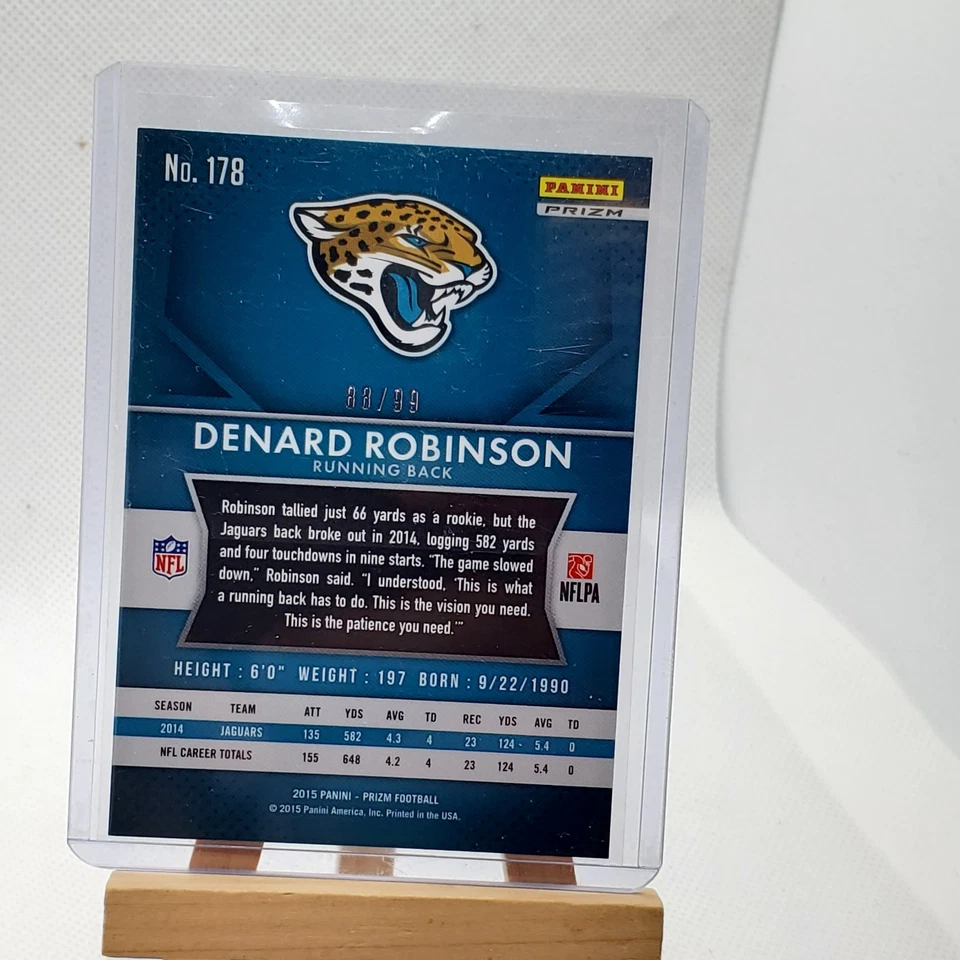 No. 178
PANINI
PRIZM
88/99
DENARD ROBINSON
RUNNING BACK
Robinson tallied just 66 yards as a rookie, but the
Jaguars back broke out in 2014, logging 582 yards
and four touchdowns in nine starts. “The game slowed
down,” Robinson said. “I understood, ‘This is what
a running back has to do. This is the vision you need.
This is the patience you need.’”
NFL
NFLPA
HEIGHT : 6'0" WEIGHT : 197 BORN : 9/22/1990
SEASON TEAM ATT YDS AVG TD REC YDS AVG TD
2014 JAGUARS 135 582 4.3 4 23 124 5.4 0
NFL CAREER TOTALS 155 648 4.2 4 23 124 5.4 0
2015 PANINI - PRIZM FOOTBALL
© 2015 Panini America, Inc. Printed in the USA.